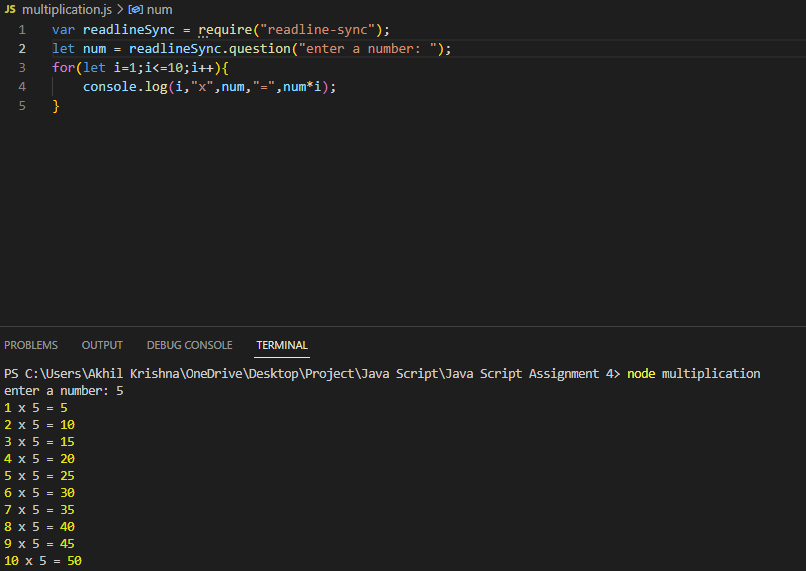 JS multiplication.js > num
1 var readlineSync = require("readline-sync");
2 let num = readlineSync.question("enter a number: ");
3 for(let i=1;i<=10;i++){
4 console.log(i,"x",num,"=",num*i);
5 }
PROBLEMS OUTPUT DEBUG CONSOLE TERMINAL
PS C:\Users\Akhil Krishna\OneDrive\Desktop\Project\Java Script\Java Script Assignment 4> node multiplication
enter a number: 5
1 x 5 = 5
2 x 5 = 10
3 x 5 = 15
4 x 5 = 20
5 x 5 = 25
6 x 5 = 30
7 x 5 = 35
8 x 5 = 40
9 x 5 = 45
10 x 5 = 50